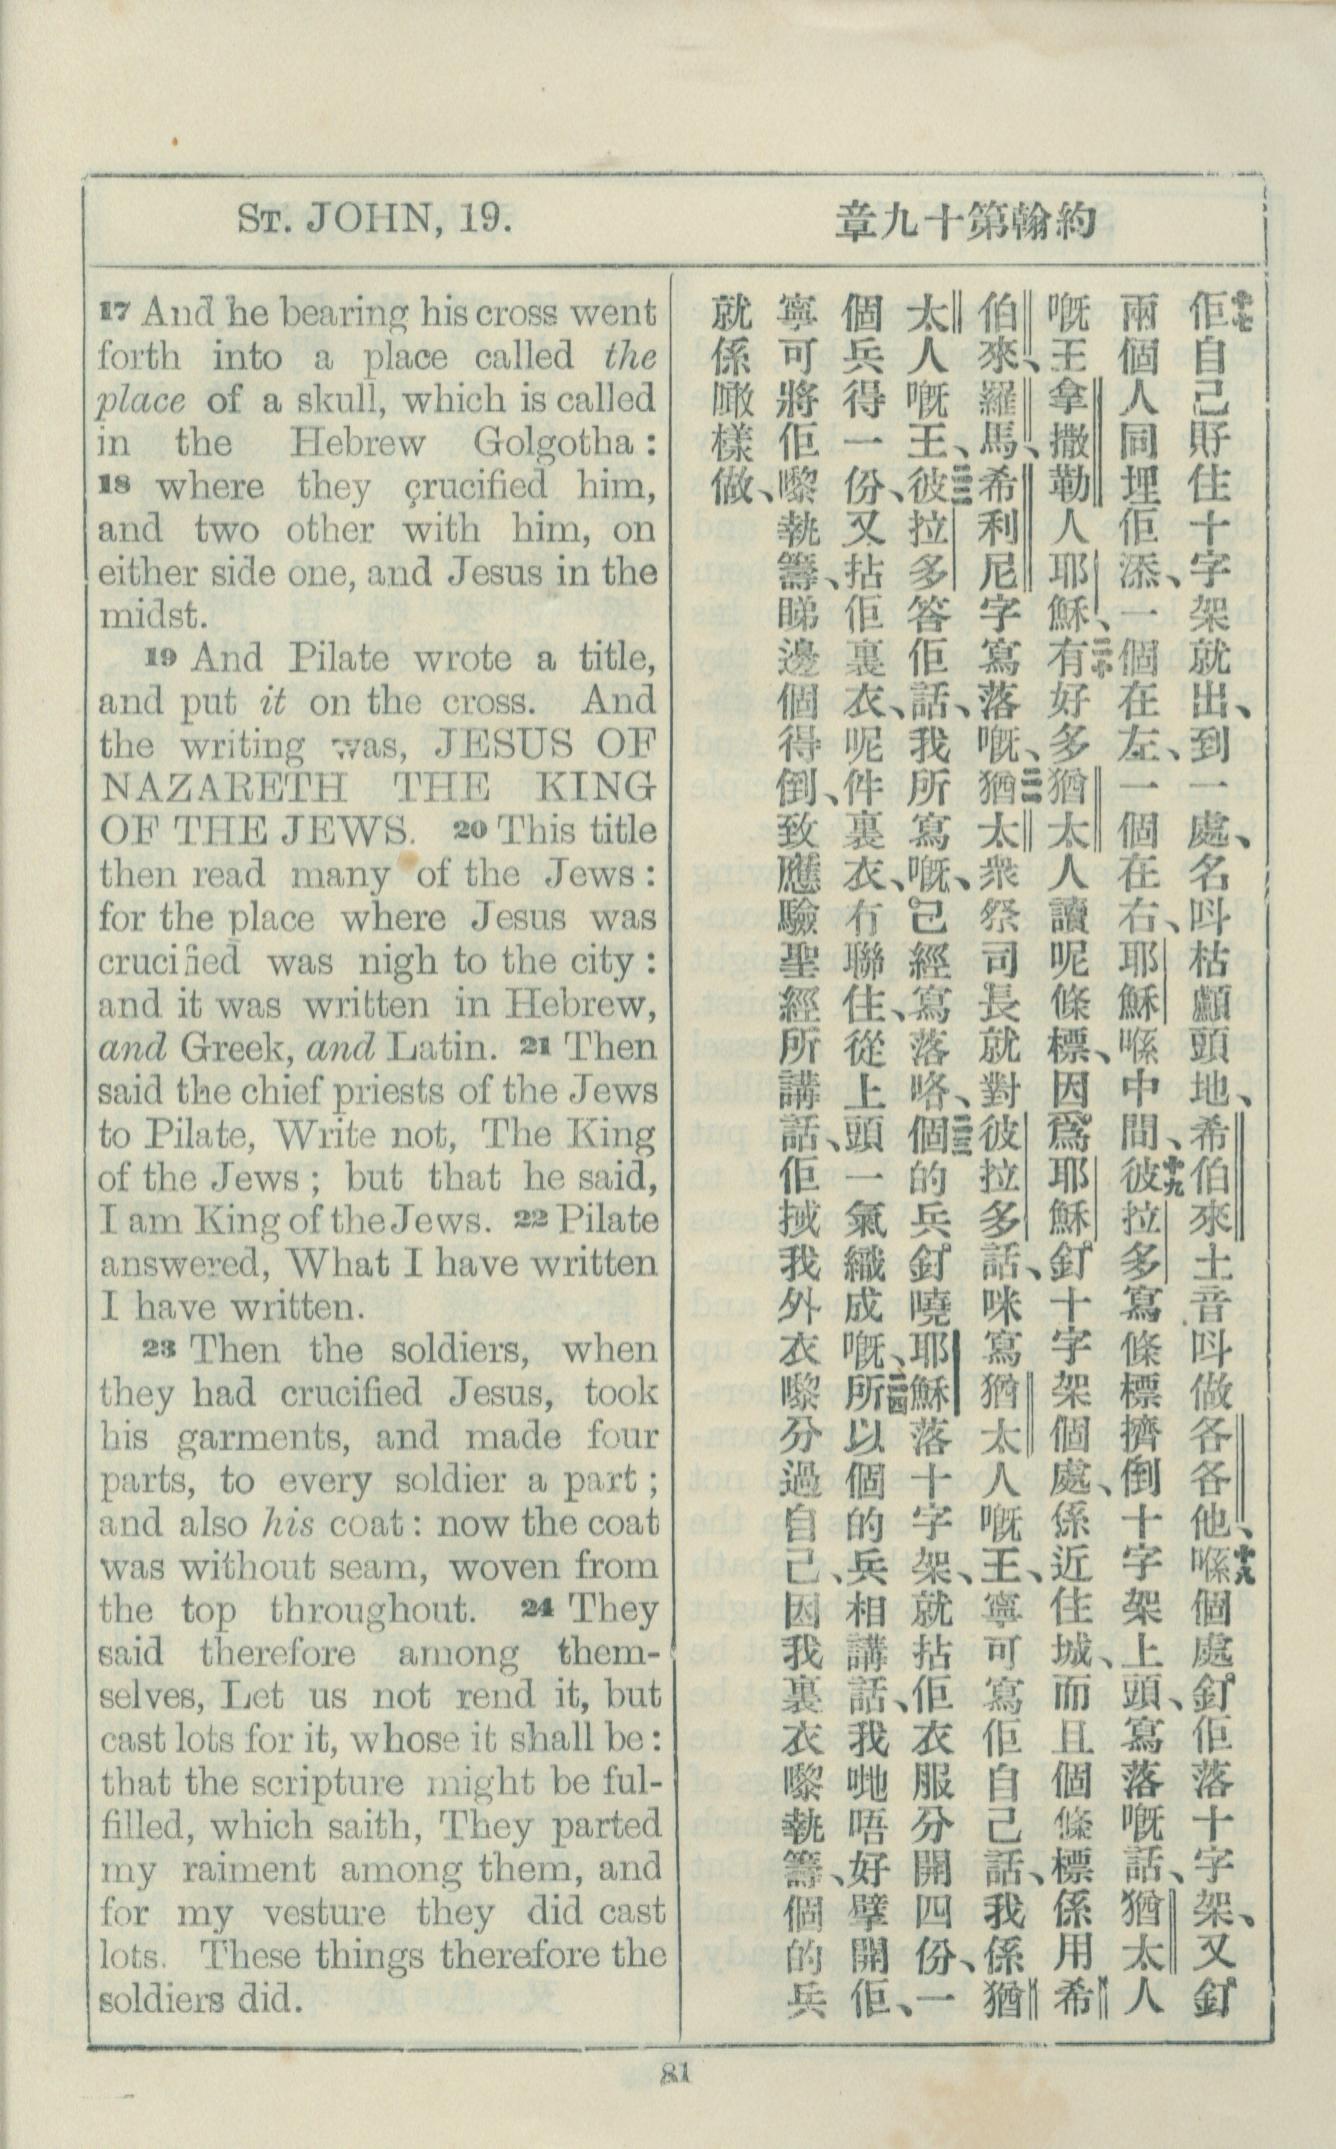 St. JOHN, 19.
約翰第十九章
17 And he bearing his cross went
forth into a place called the
place of a skull, which is called
in the Hebrew Golgotha :
18 where they crucified him,
and two other with him, on
either side one, and Jesus in the
midst.
19 And Pilate wrote a title,
and put it on the cross. And
the writing was, JESUS OF
NAZARETH THE KING
OF THE JEWS. 20 This title
then read many of the Jews :
for the place where Jesus was
crucified was nigh to the city :
and it was written in Hebrew,
and Greek, and Latin. 21 Then
said the chief priests of the Jews
to Pilate, Write not, The King
of the Jews ; but that he said,
I am King of the Jews. 22 Pilate
answered, What I have written
I have written.
23 Then the soldiers, when
they had crucified Jesus, took
his garments, and made four
parts, to every soldier a part ;
and also his coat : now the coat
was without seam, woven from
the top throughout. 24 They
said therefore among them-
selves, Let us not rend it, but
cast lots for it, whose it shall be :
that the scripture might be ful-
filled, which saith, They parted
my raiment among them, and
for my vesture they did cast
lots. These things therefore the
soldiers did.
十七佢自己孭住十字架就出、到一處、名呌枯顱頭地、希伯來土音呌做各各他、十八喺個處釘佢落十字架、又釘
兩個人同埋佢添、一個在左、一個在右、耶穌喺中間、十九彼拉多寫條標擠倒十字架上頭、寫落嘅話、猶太人
嘅王拿撒勒人耶穌、二十有好多猶太人讀呢條標、因爲耶穌釘十字架個處、係近住城、而且個條標係用希
伯來、羅馬、希利尼字寫落嘅、二一猶太衆祭司長就對彼拉多話、咪寫猶太人嘅王、寧可寫佢自己話、我係猶
太人嘅王、二二彼拉多答佢話、我所寫嘅、已經寫落咯、二三個的兵釘嘵耶穌落十字架、就拈佢衣服分開四份、一
個兵得一份、又拈佢裏衣、呢件裏衣、冇聯住、從上頭一氣織成嘅、二四所以個的兵相講話、我哋唔好擘開佢、
寧可將佢嚟執籌、睇邊個得倒、致應驗聖經所講話、佢掝我外衣嚟分過自己、因我裏衣嚟執籌、個的兵
就係噉樣做、
81